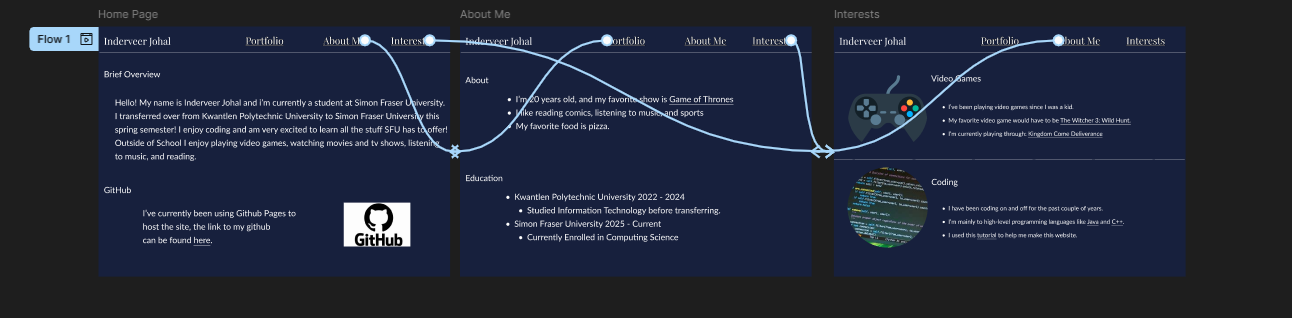 Home Page
About Me
Interests
Flow 1
Inderveer Johal
Portfolio
About Me
Interests
Brief Overview
Hello! My name is Inderveer Johal and i'm currently a student at Simon Fraser University.
I transferred over from Kwantlen Polytechnic University to Simon Fraser University this
spring semester! I enjoy coding and am very excited to learn all the stuff SFU has to offer!
Outside of School I enjoy playing video games, watching movies and tv shows, listening
to music, and reading.
GitHub
I've currently been using Github Pages to
host the site, the link to my github
can be found here.
GitHub
Inderveer Johal
Portfolio
About Me
Interests
About
I'm 20 years old, and my favorite show is Game of Thrones
I like reading comics, listening to music, and sports
My favorite food is pizza.
Education
Kwantlen Polytechnic University 2022 - 2024
Studied Information Technology before transferring.
Simon Fraser University 2025 - Current
Currently Enrolled in Computing Science
Inderveer Johal
Portfolio
About Me
Interests
Video Games
I've been playing video games since I was a kid.
My favorite video game would have to be The Witcher 3: Wild Hunt.
I'm currently playing through: Kingdom Come Deliverance
Coding
I have been coding on and off for the past couple of years.
I'm mainly to high-level programming languages like Java and C++.
I used this tutorial to help me make this website.